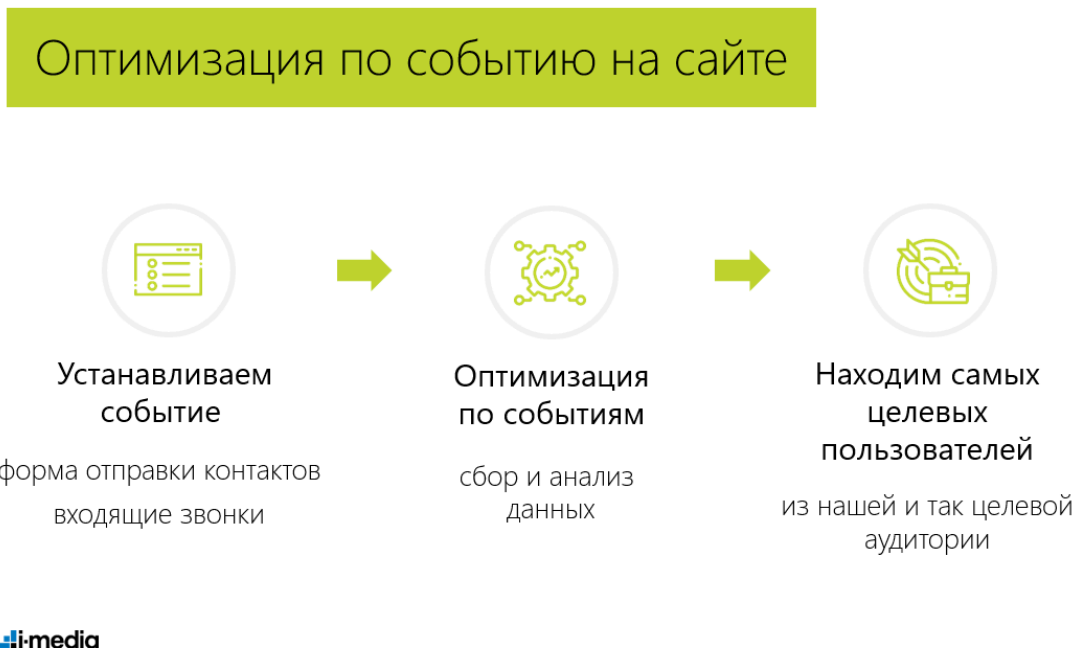 Оптимизация по событию на сайте
Устанавливаем
событие
форма отправки контактов
входящие звонки
Оптимизация
по событиям
сбор и анализ
данных
Находим самых
целевых
пользователей
из нашей и так целевой
аудитории
i-media